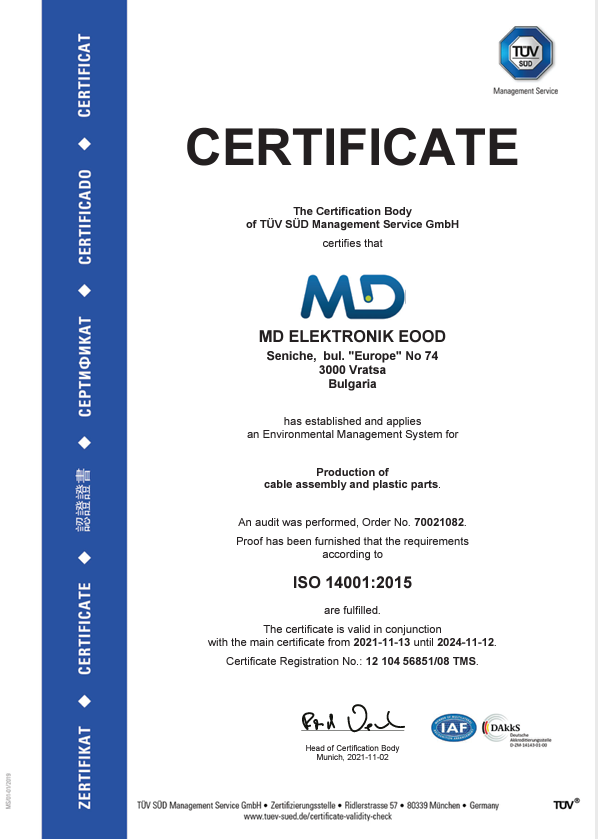 TÜV
SÜD
Management Service
CERTIFICATE
The Certification Body
of TÜV SÜD Management Service GmbH
certifies that
MD
MD ELEKTRONIK EOOD
Seniche, bul. "Europe" No 74
3000 Vratsa
Bulgaria
has established and applies
an Environmental Management System for
Production of
cable assembly and plastic parts.
An audit was performed, Order No. 70021082.
Proof has been furnished that the requirements
according to
ISO 14001:2015
are fulfilled.
The certificate is valid in conjunction
with the main certificate from 2021-11-13 until 2024-11-12.
Certificate Registration No.: 12 104 56851/08 TMS.
Head of Certification Body
Munich, 2021-11-02
IAF
DAkkS
Deutsche
Akkreditierungsstelle
D-ZM-14143-01-00
ZERTIFIKAT ◆ CERTIFICATE ◆ 認證證書 ◆ СЕРТИФИКАТ ◆ CERTIFICADO ◆ CERTIFICAT
TÜV SÜD Management Service GmbH • Zertifizierungsstelle • Ridlerstrasse 57 • 80339 München • Germany
www.tuev-sued.de/certificate-validity-check
TÜV®